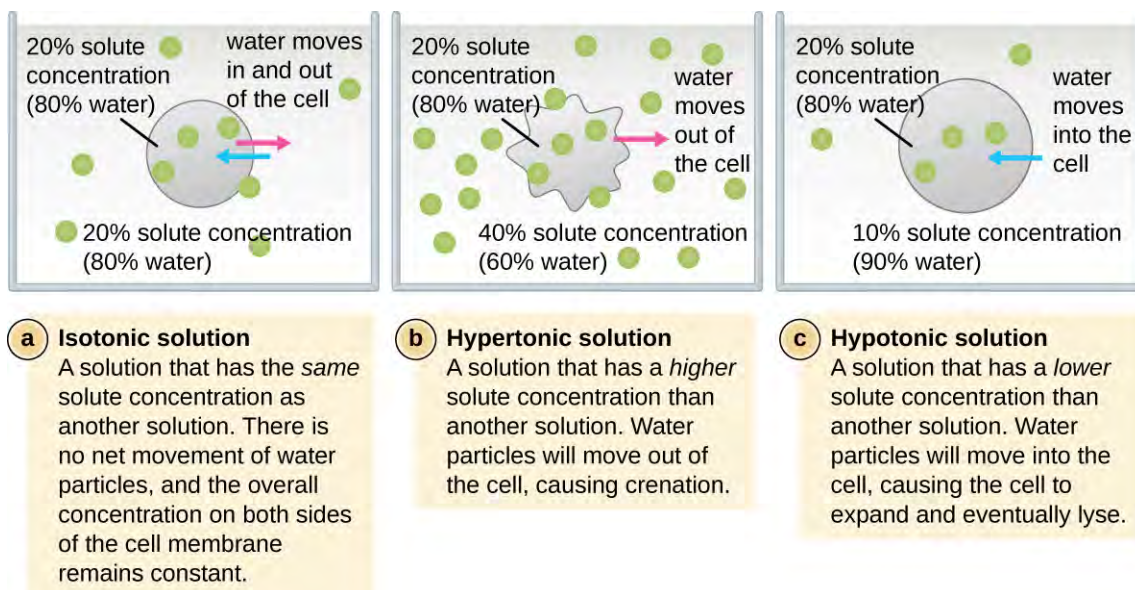 20% solute
concentration
(80% water)
water moves
in and out
of the cell
20% solute concentration
(80% water)
20% solute
concentration
(80% water)
water
moves
out of
the cell
40% solute concentration
(60% water)
20% solute
concentration
(80% water)
water
moves
into the
cell
10% solute concentration
(90% water)
a Isotonic solution
A solution that has the same
solute concentration as
another solution. There is
no net movement of water
particles, and the overall
concentration on both sides
of the cell membrane
remains constant.
b Hypertonic solution
A solution that has a higher
solute concentration than
another solution. Water
particles will move out of
the cell, causing crenation.
c Hypotonic solution
A solution that has a lower
solute concentration than
another solution. Water
particles will move into the
cell, causing the cell to
expand and eventually lyse.